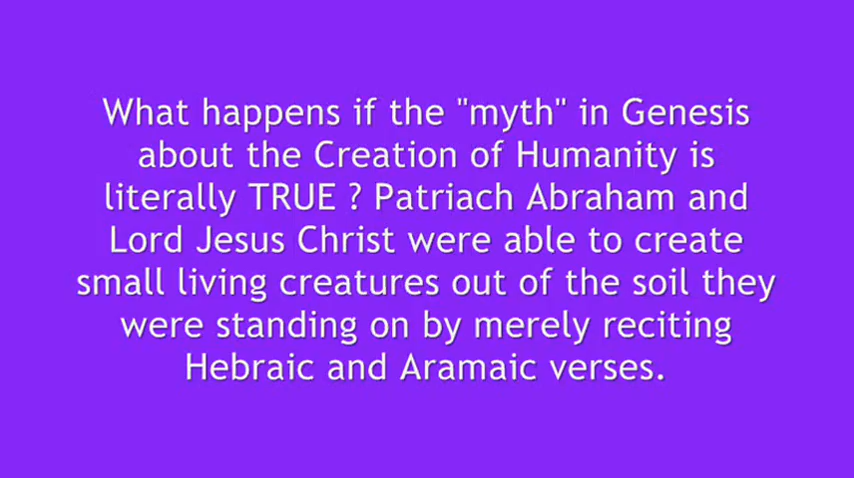 What happens if the "myth" in Genesis
about the Creation of Humanity is
literally TRUE ? Patriach Abraham and
Lord Jesus Christ were able to create
small living creatures out of the soil they
were standing on by merely reciting
Hebraic and Aramaic verses.